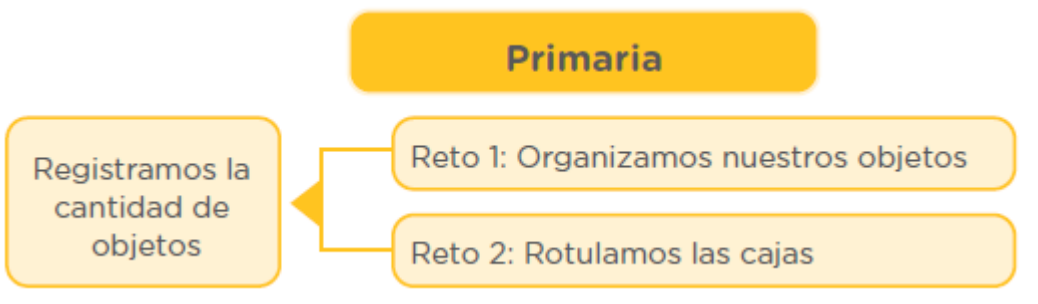 Primaria
Registramos la
cantidad de
objetos
Reto 1: Organizamos nuestros objetos
Reto 2: Rotulamos las cajas